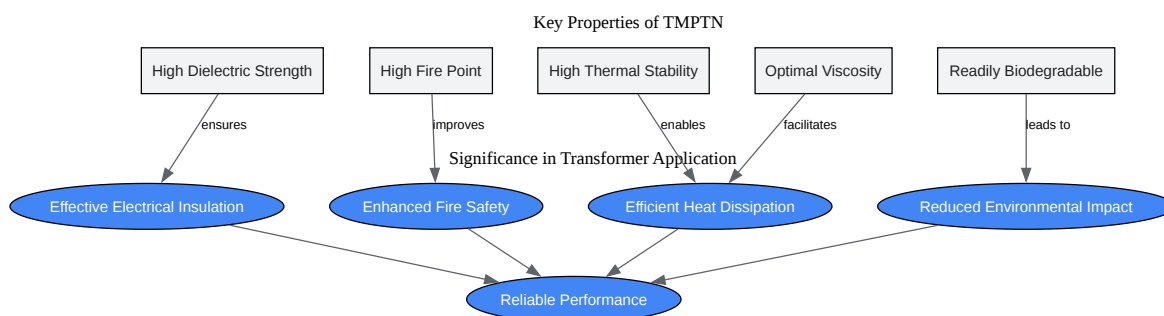 Key Properties of TMPTN
High Dielectric Strength
High Fire Point
High Thermal Stability
Optimal Viscosity
Readily Biodegradable
ensures
improves
enables
facilitates
leads to
Significance in Transformer Application
Effective Electrical Insulation
Enhanced Fire Safety
Efficient Heat Dissipation
Reduced Environmental Impact
Reliable Performance